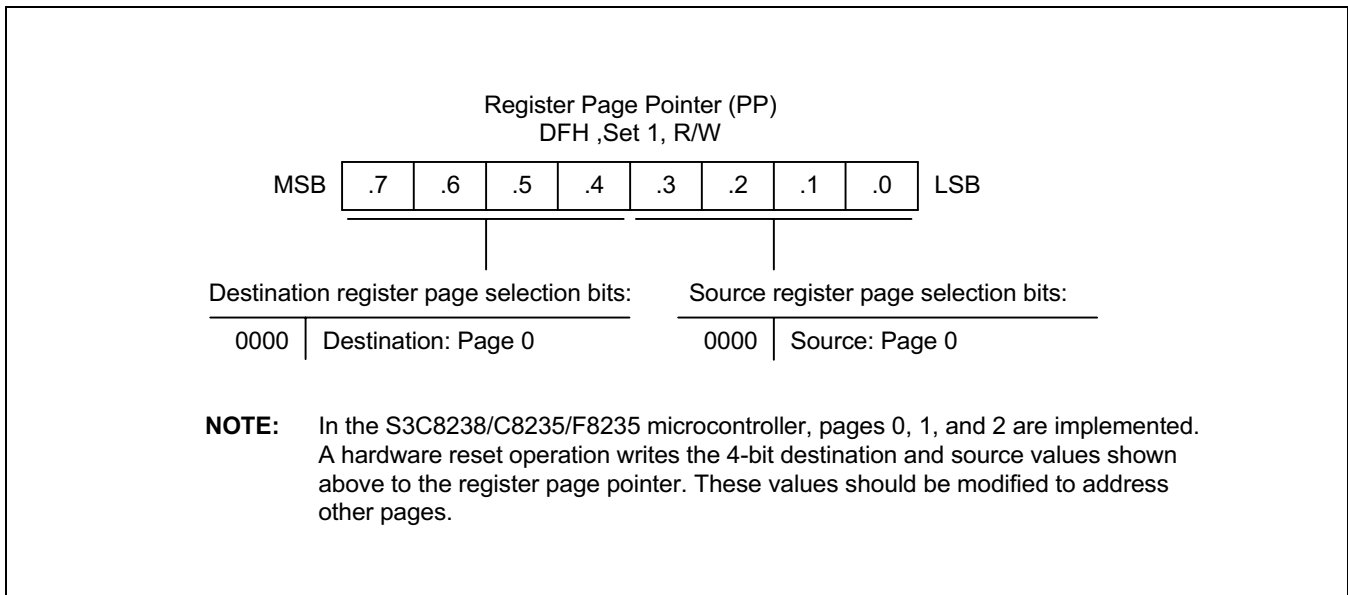 Register Page Pointer (PP)
DFH ,Set 1, R/W
MSB .7 .6 .5 .4 .3 .2 .1 .0 LSB
Destination register page selection bits: Source register page selection bits:
0000 Destination: Page 0 0000 Source: Page 0
NOTE: In the S3C8238/C8235/F8235 microcontroller, pages 0, 1, and 2 are implemented.
A hardware reset operation writes the 4-bit destination and source values shown
above to the register page pointer. These values should be modified to address
other pages.